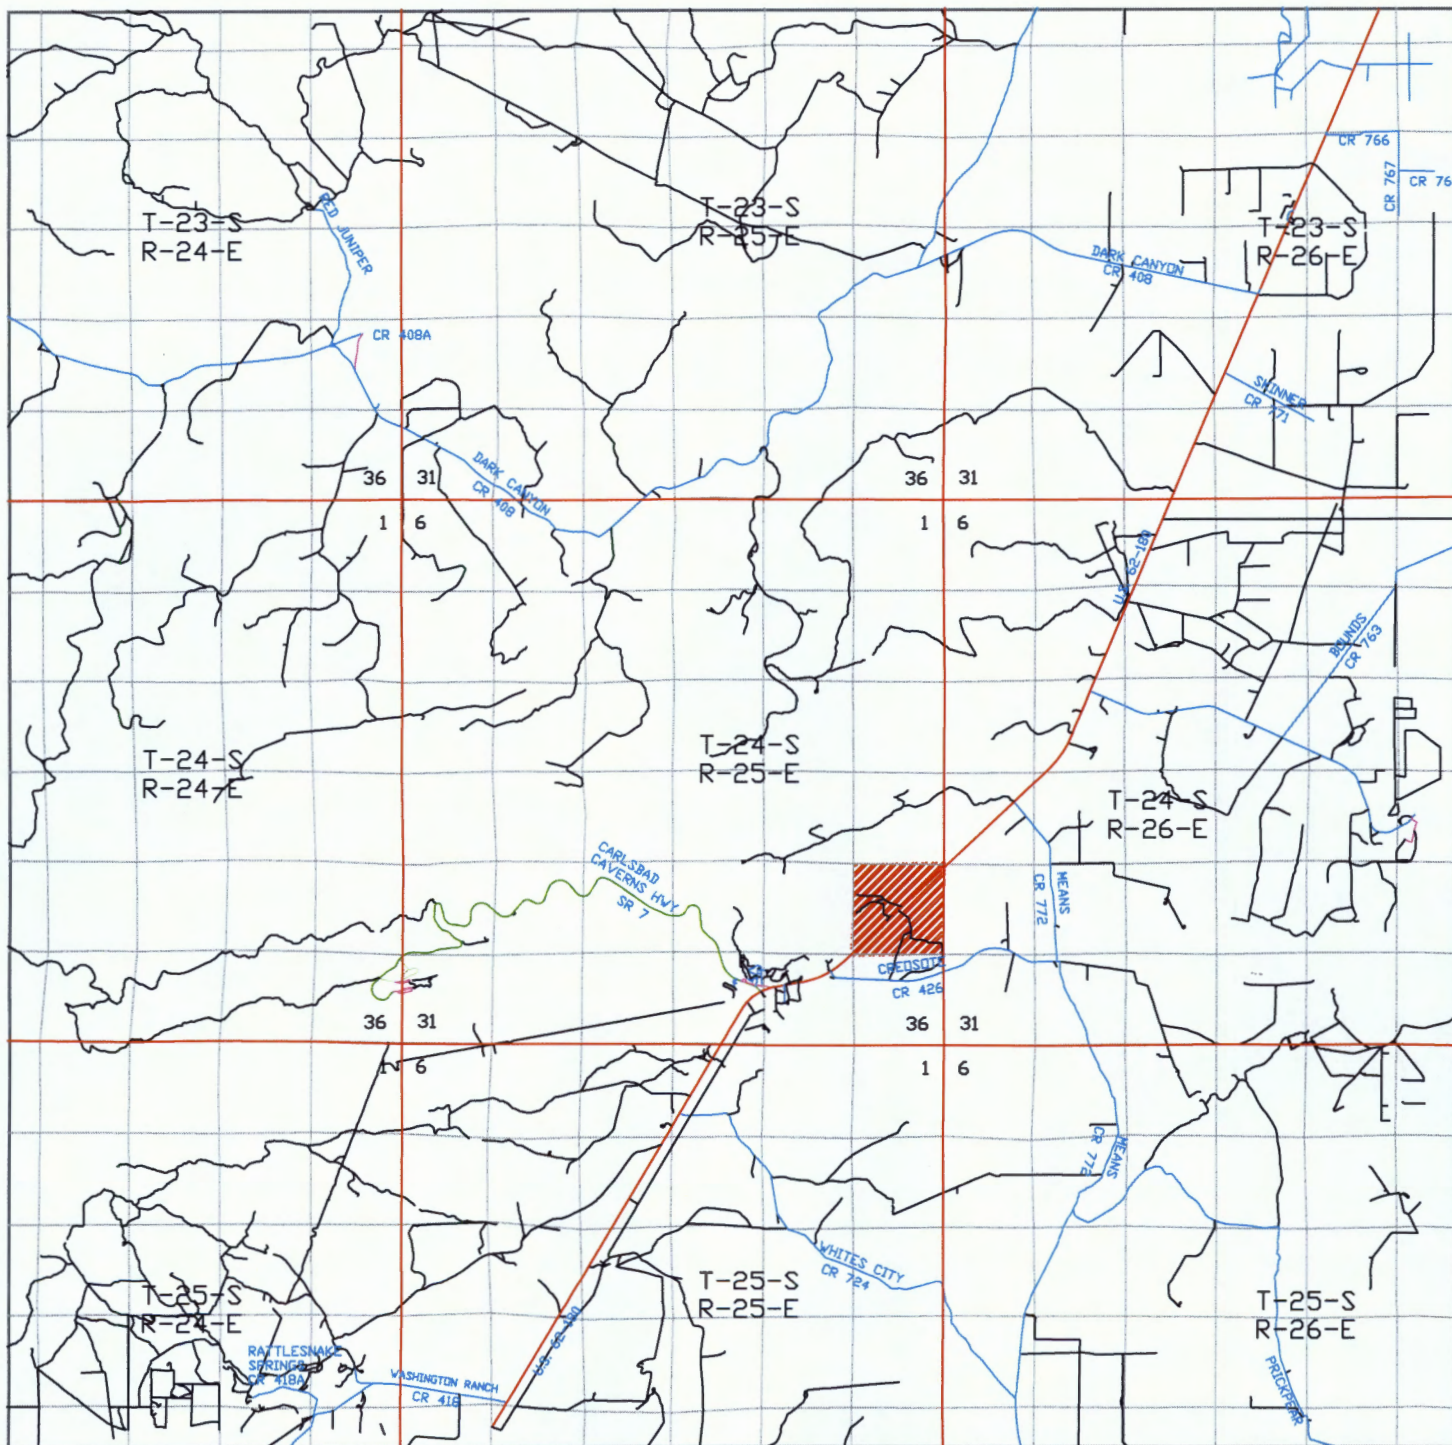 CR 766
CR 767
CR 76
T-23-S
R-24-E
RED JUNIPER
T-23-S
R-25-E
T-23-S
R-26-E
DARK CANYON
CR 408
CR 408A
SKINNER
CR 771
DARK CANYON
CR 408
36 31
1 6
36 31
1 6
U.S. 62-180
BOUNDS
CR 763
T-24-S
R-24-E
T-24-S
R-25-E
T-24-S
R-26-E
CARLSBAD
CAVERNS HWY
SR 7
MEANS
CR 772
CREOSOTE
CR 426
36 31
1 6
36 31
1 6
MEANS
CR 772
WHITES CITY
CR 724
T-25-S
R-24-E
T-25-S
R-25-E
T-25-S
R-26-E
U.S. 62-180
RATTLESNAKE
SPRINGS
CR 418A
WASHINGTON RANCH
CR 418
PRICKPEAR